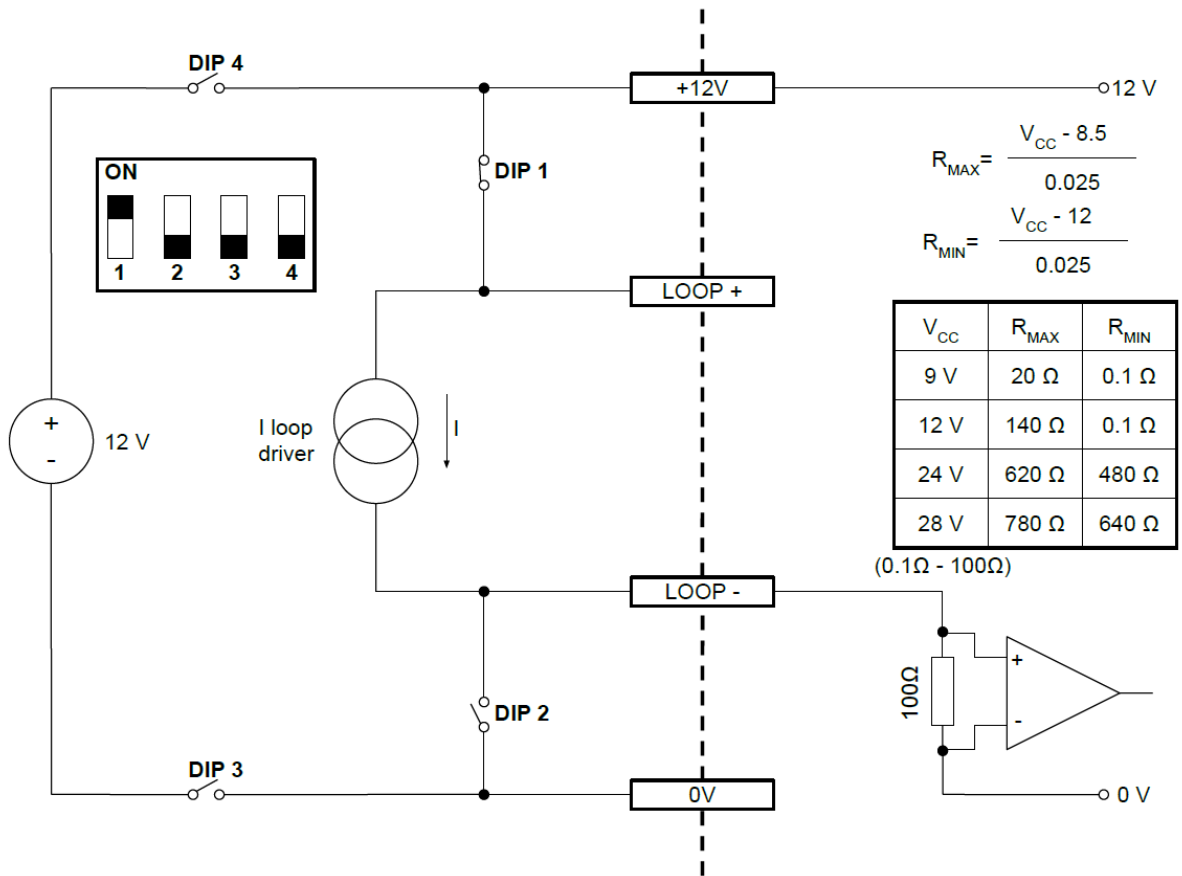 DIP 4
+12V
12 V
ON
1 2 3 4
DIP 1
R_MAX= V_CC - 8.5
0.025
R_MIN= V_CC - 12
0.025
LOOP +
V_CC R_MAX R_MIN
9 V 20 Ω 0.1 Ω
12 V 140 Ω 0.1 Ω
24 V 620 Ω 480 Ω
28 V 780 Ω 640 Ω
+
-
12 V
I loop
driver
I
(0.1Ω - 100Ω)
LOOP -
100Ω
+
-
DIP 2
DIP 3
0V
0 V